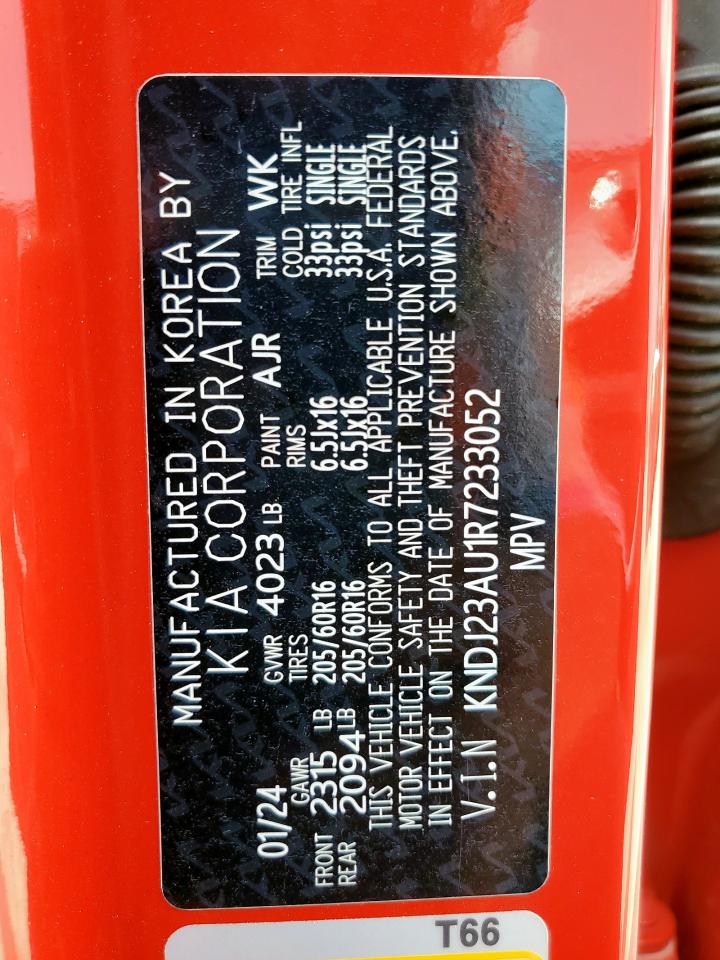 MANUFACTURED IN KOREA BY
KIA CORPORATION
01/24 GVWR 4023 LB PAINT AJR TRIM WK
GAWR TIRES RIMS COLD TIRE INFL
FRONT 2315 LB 205/60R16 6.5Jx16 33psi SINGLE
REAR 2094LB 205/60R16 6.5Jx16 33psi SINGLE
THIS VEHICLE CONFORMS TO ALL APPLICABLE U.S.A. FEDERAL
MOTOR VEHICLE SAFETY AND THEFT PREVENTION STANDARDS
IN EFFECT ON THE DATE OF MANUFACTURE SHOWN ABOVE.
V.I.N KNDJ23AU1R7233052
MPV
T66